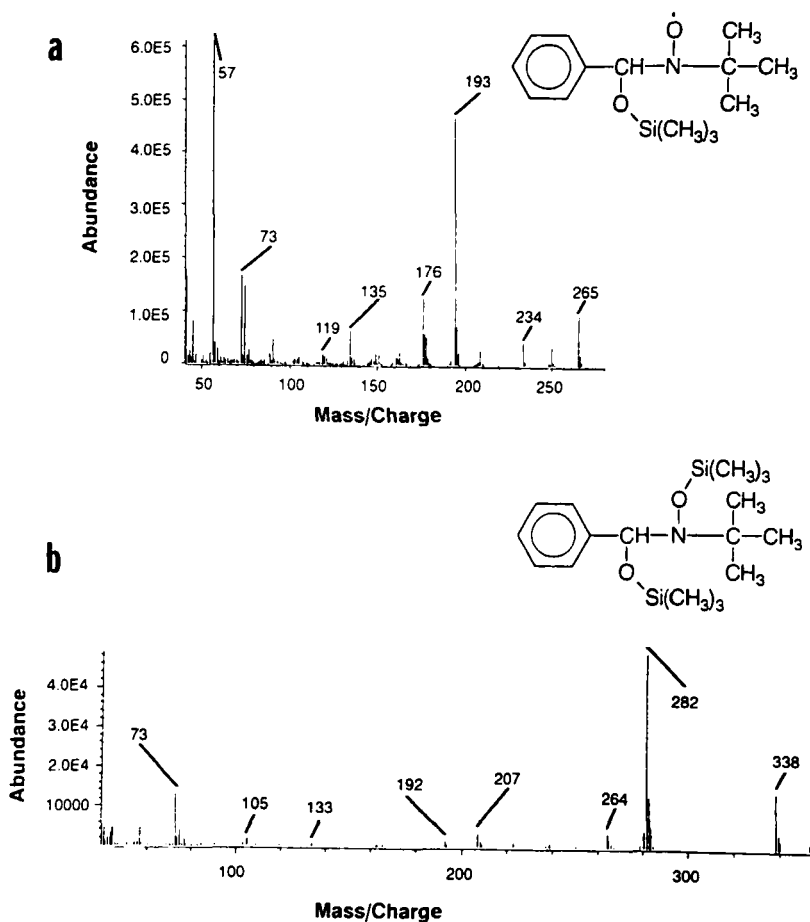 a
Abundance
6.0E5
5.0E5
4.0E5
3.0E5
2.0E5
1.0E5
0
57
73
119
135
176
193
234
265
50 100 150 200 250
Mass/Charge
O·
CH N C CH₃
CH₃
CH₃
O
Si(CH₃)₃
b
Abundance
4.0E4
3.0E4
2.0E4
10000
73
105
133
192
207
264
282
338
100 200 300
Mass/Charge
Si(CH₃)₃
O CH₃
CH N C CH₃
O CH₃
Si(CH₃)₃